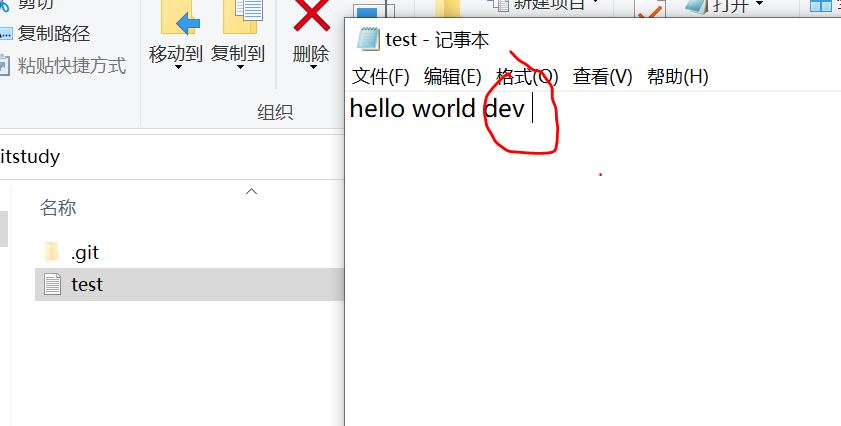 剪切
复制路径
粘贴快捷方式
移动到
复制到
删除
组织
新建项目
打开
itstudy
名称
.git
test
test - 记事本
文件(F) 编辑(E) 格式(O) 查看(V) 帮助(H)
hello world dev